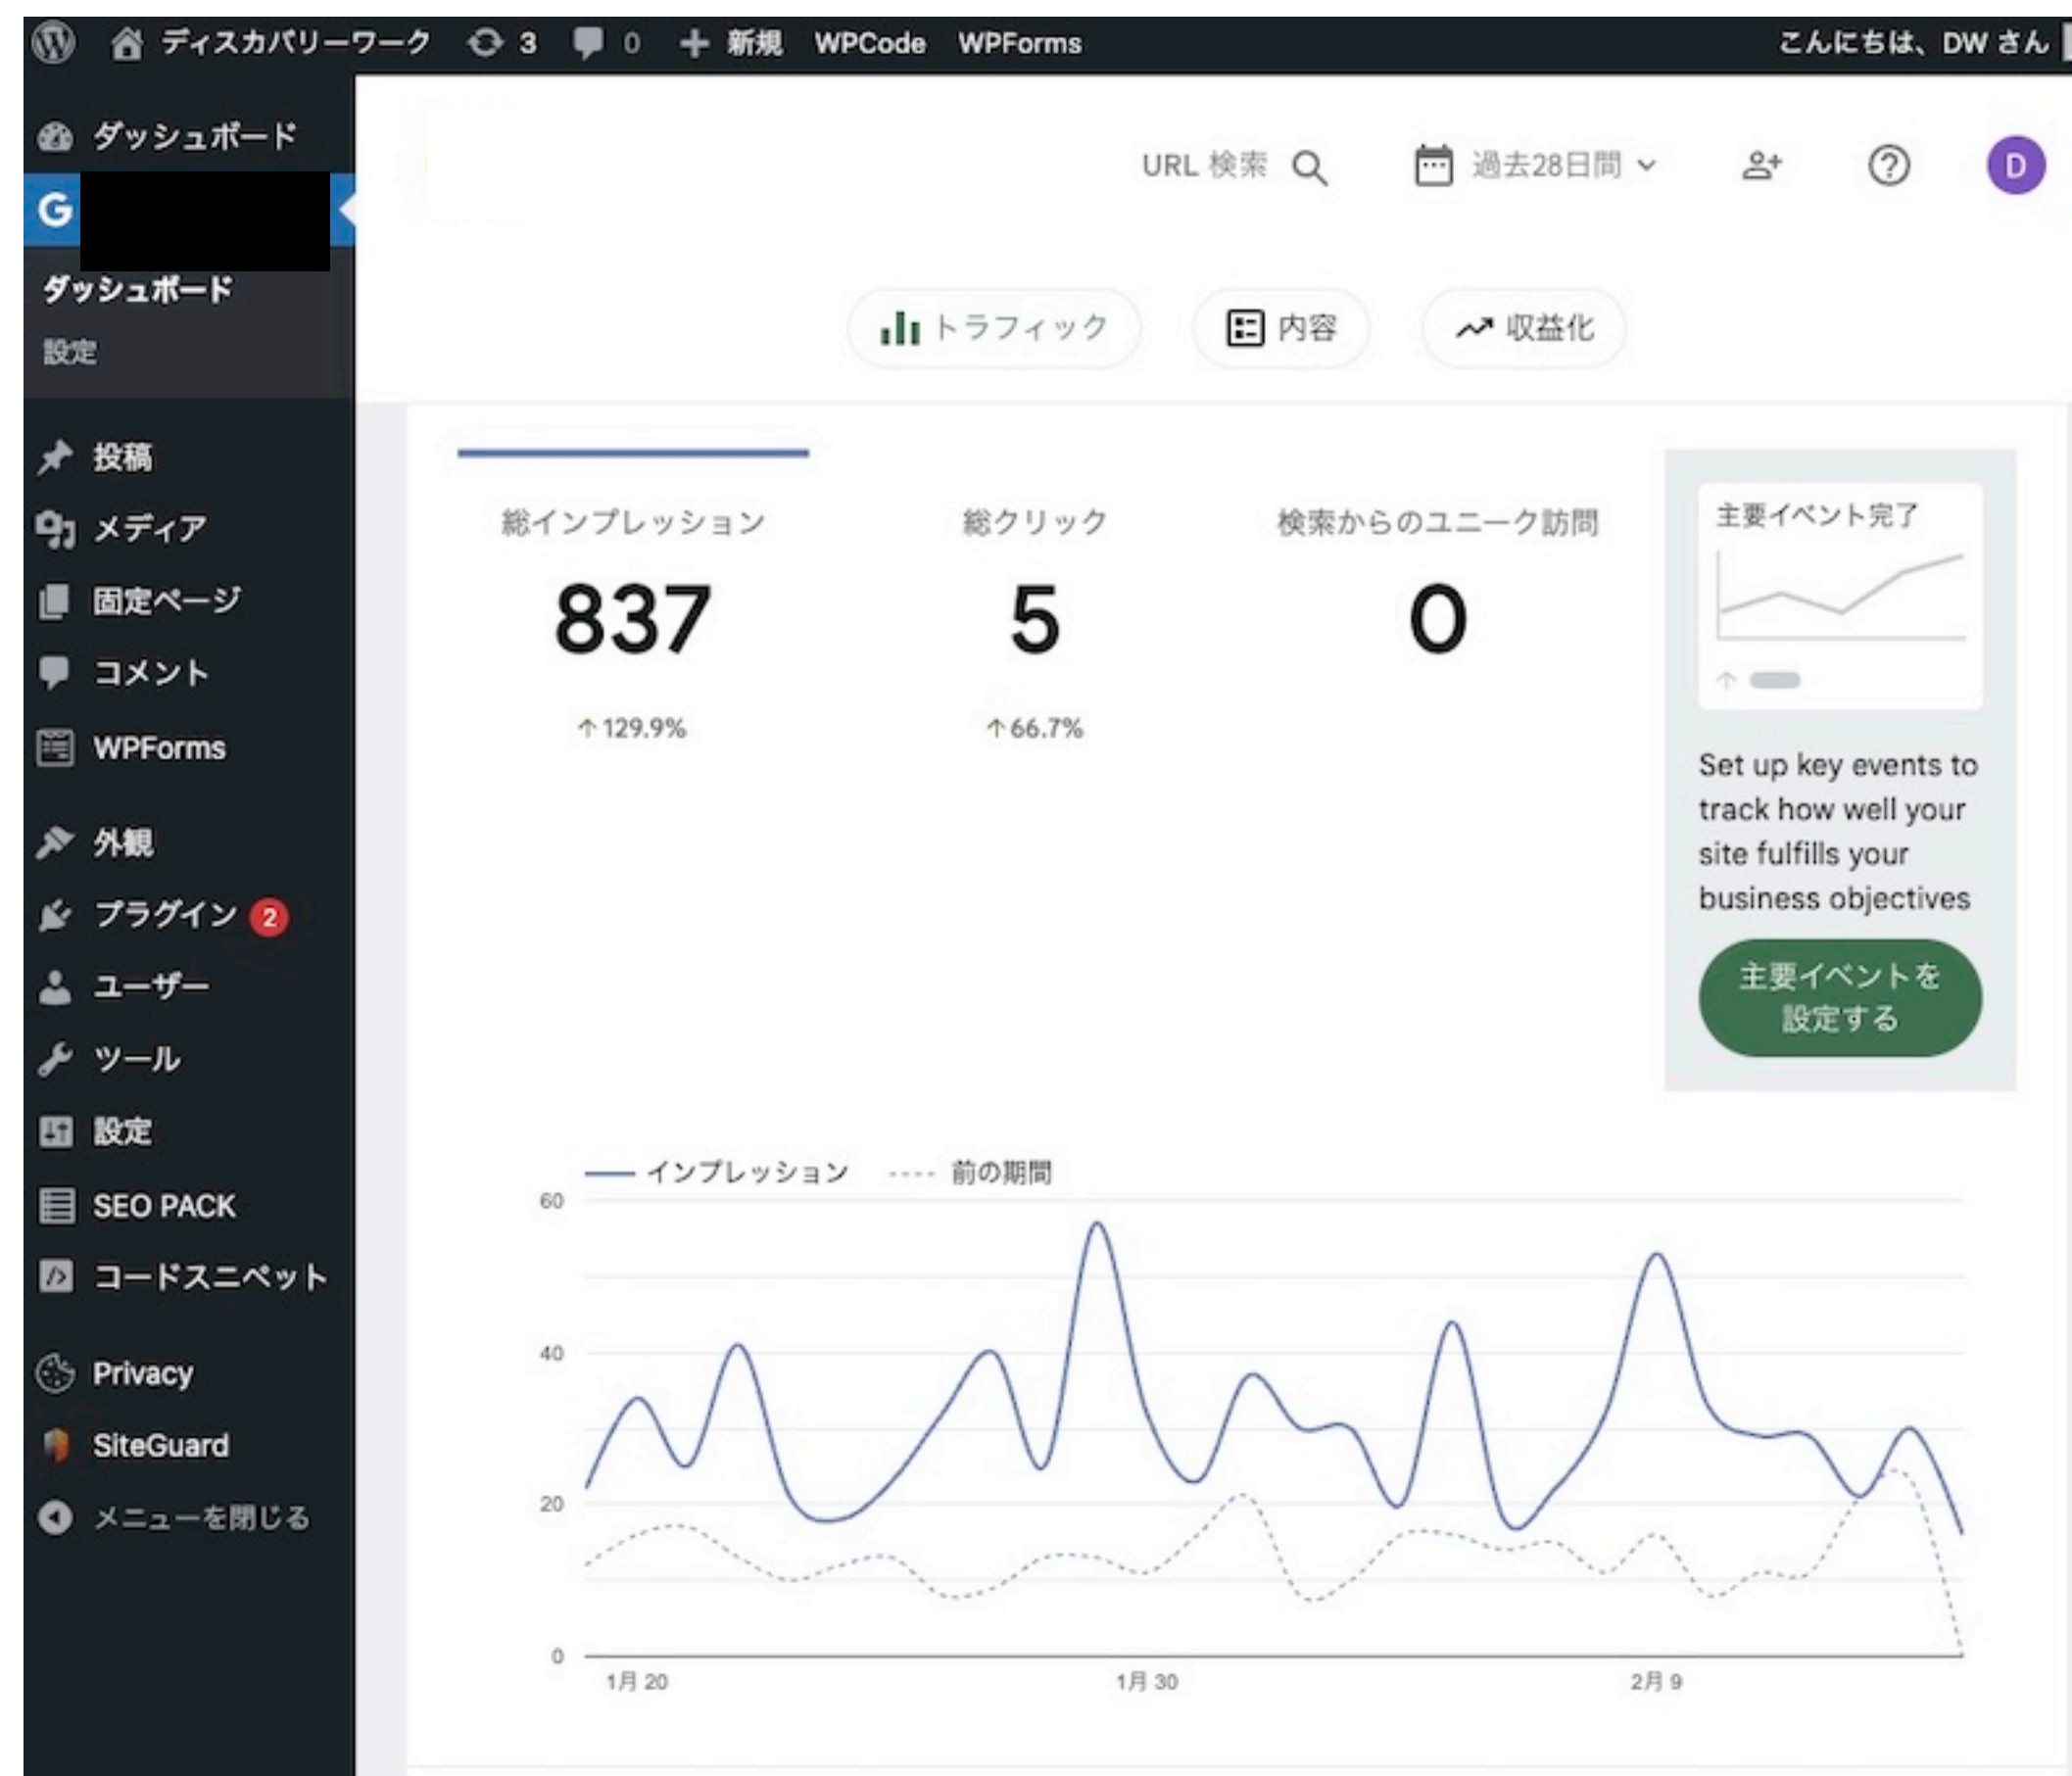 ディスカバリーワーク 3 0 新規 WPCode WPForms こんにちは、DW さん
ダッシュボード
G
ダッシュボード
設定
投稿
メディア
固定ページ
コメント
WPForms
外観
プラグイン 2
ユーザー
ツール
設定
SEO PACK
コードスニペット
Privacy
SiteGuard
メニューを閉じる
URL 検索 過去28日間 D
トラフィック 内容 収益化
総インプレッション 総クリック 検索からのユニーク訪問
837 5 0
↑129.9% ↑66.7%
主要イベント完了
Set up key events to
track how well your
site fulfills your
business objectives
主要イベントを
設定する
インプレッション 前の期間
60
40
20
0
1月 20 1月 30 2月 9